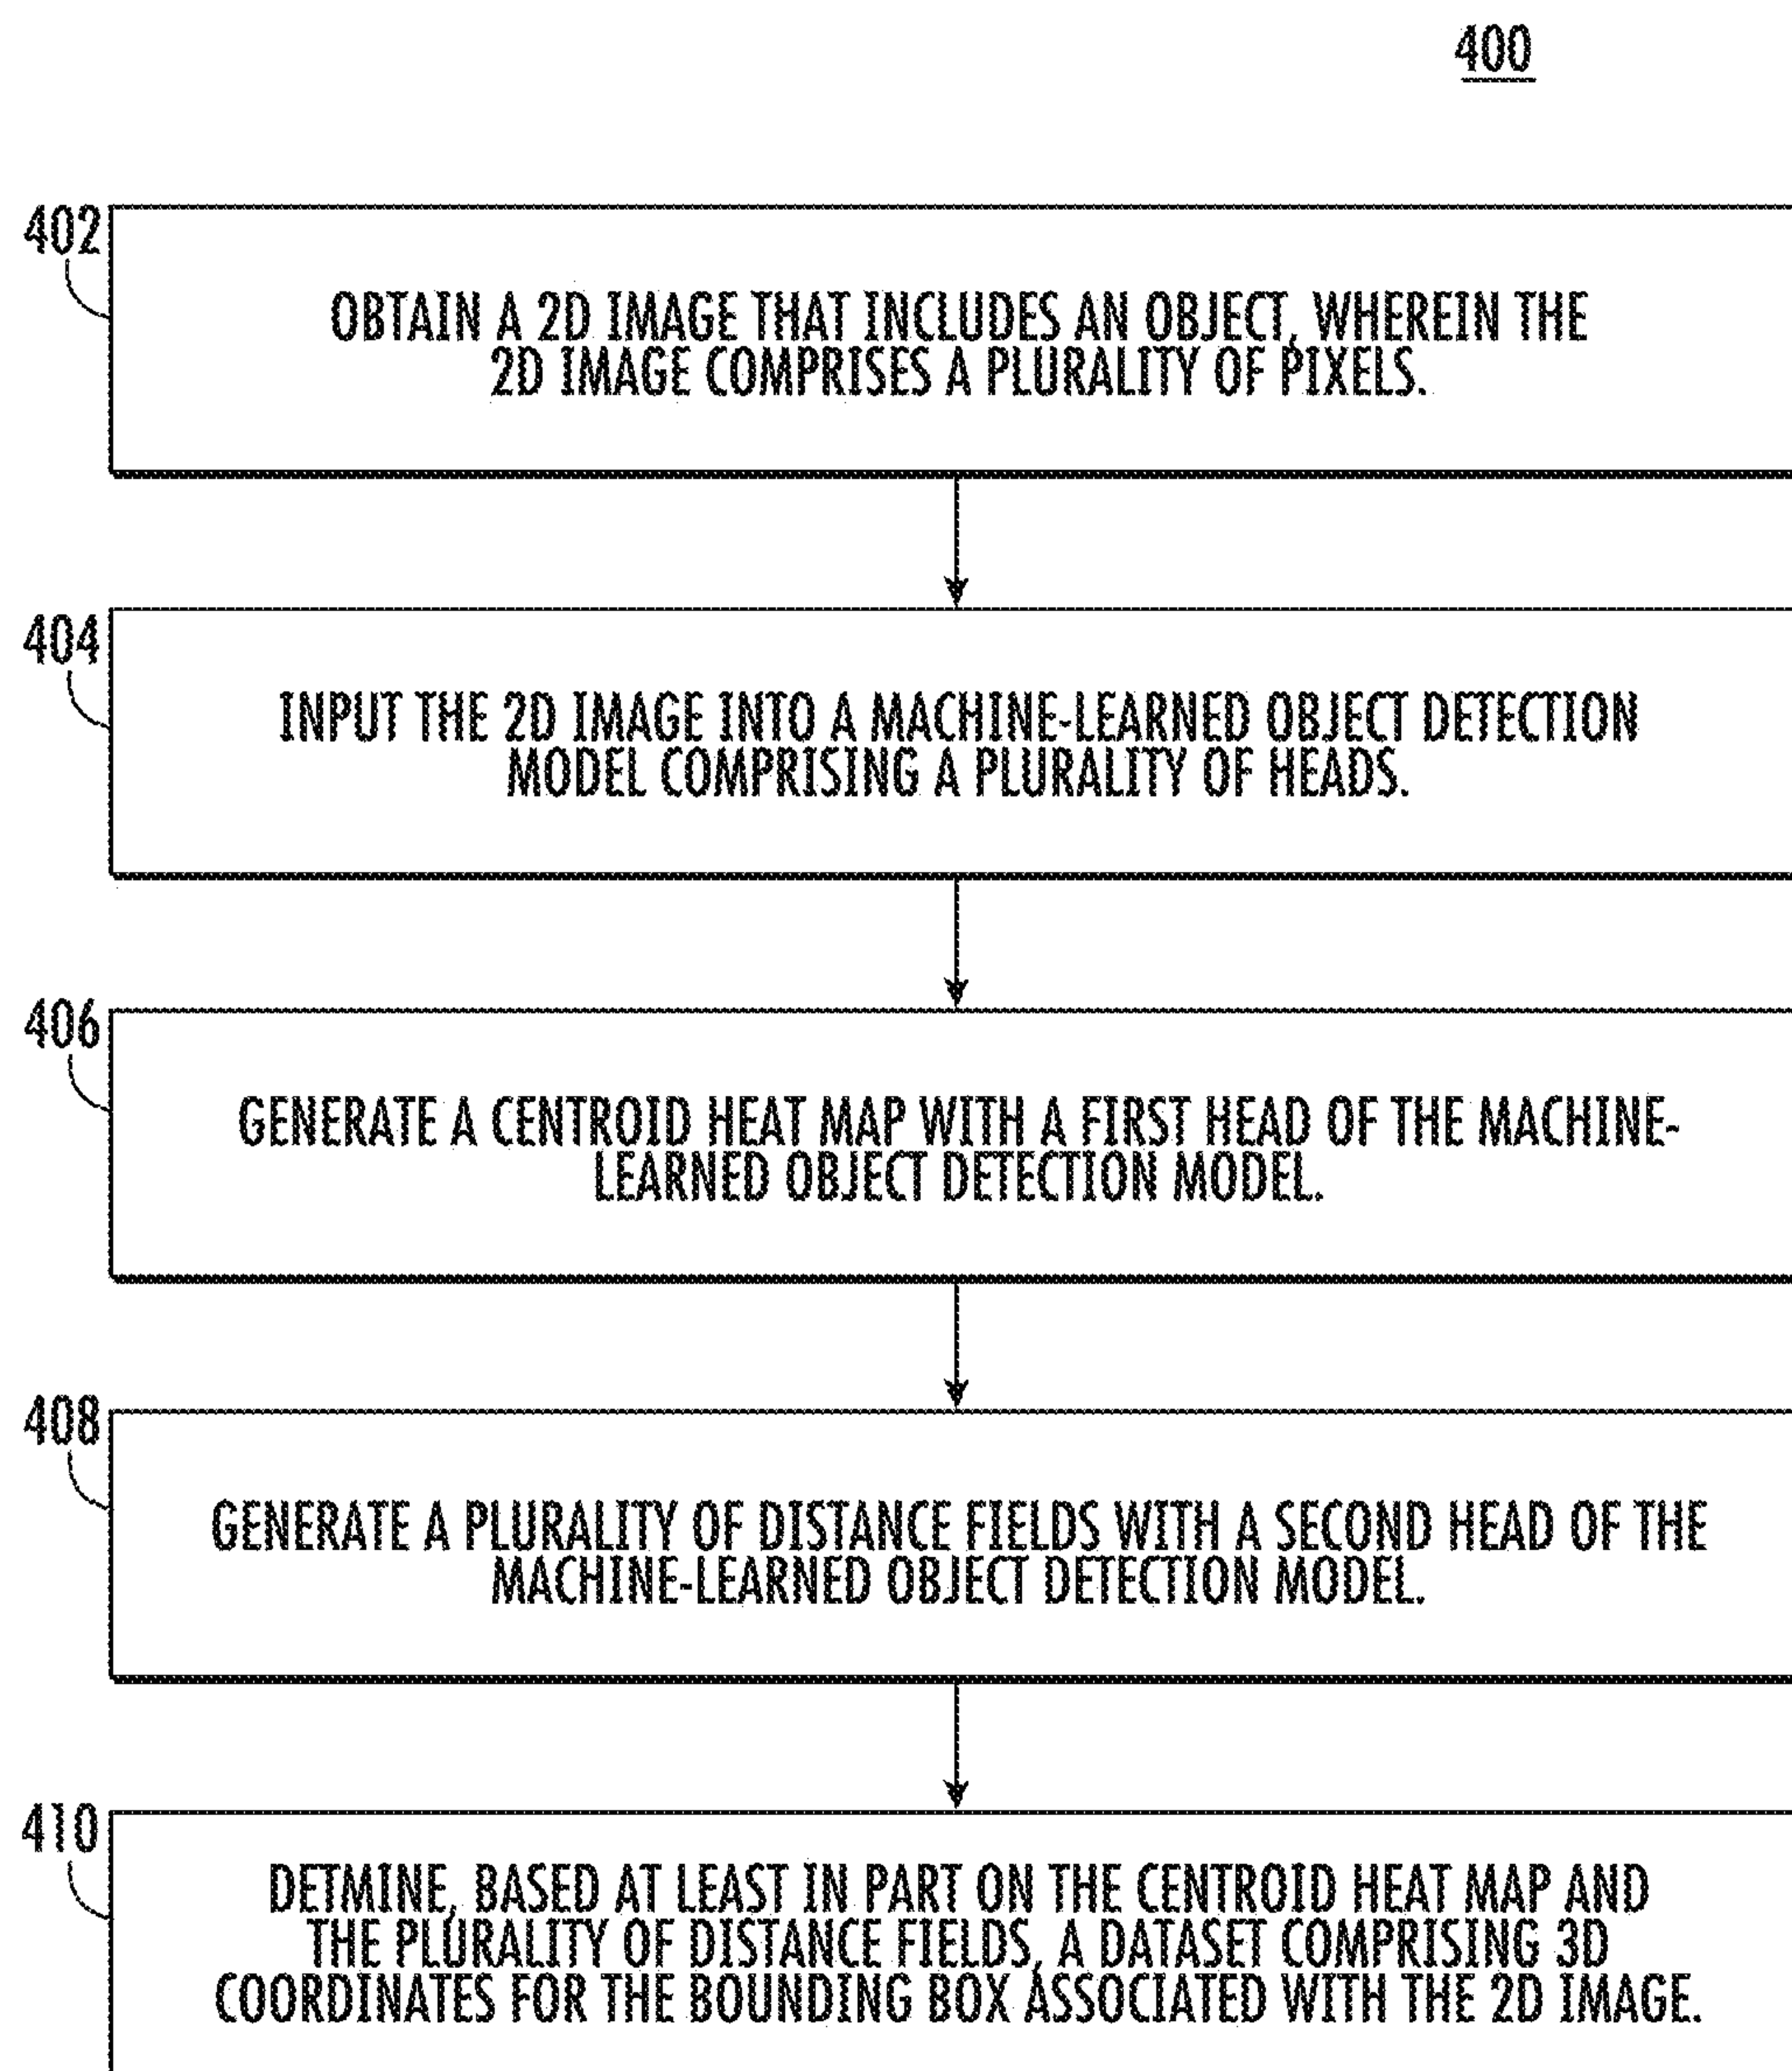 400
402
OBTAIN A 2D IMAGE THAT INCLUDES AN OBJECT, WHEREIN THE
2D IMAGE COMPRISES A PLURALITY OF PIXELS.
404
INPUT THE 2D IMAGE INTO A MACHINE-LEARNED OBJECT DETECTION
MODEL COMPRISING A PLURALITY OF HEADS.
406
GENERATE A CENTROID HEAT MAP WITH A FIRST HEAD OF THE MACHINE-
LEARNED OBJECT DETECTION MODEL.
408
GENERATE A PLURALITY OF DISTANCE FIELDS WITH A SECOND HEAD OF THE
MACHINE-LEARNED OBJECT DETECTION MODEL.
410
DETMINE, BASED AT LEAST IN PART ON THE CENTROID HEAT MAP AND
THE PLURALITY OF DISTANCE FIELDS, A DATASET COMPRISING 3D
COORDINATES FOR THE BOUNDING BOX ASSOCIATED WITH THE 2D IMAGE.